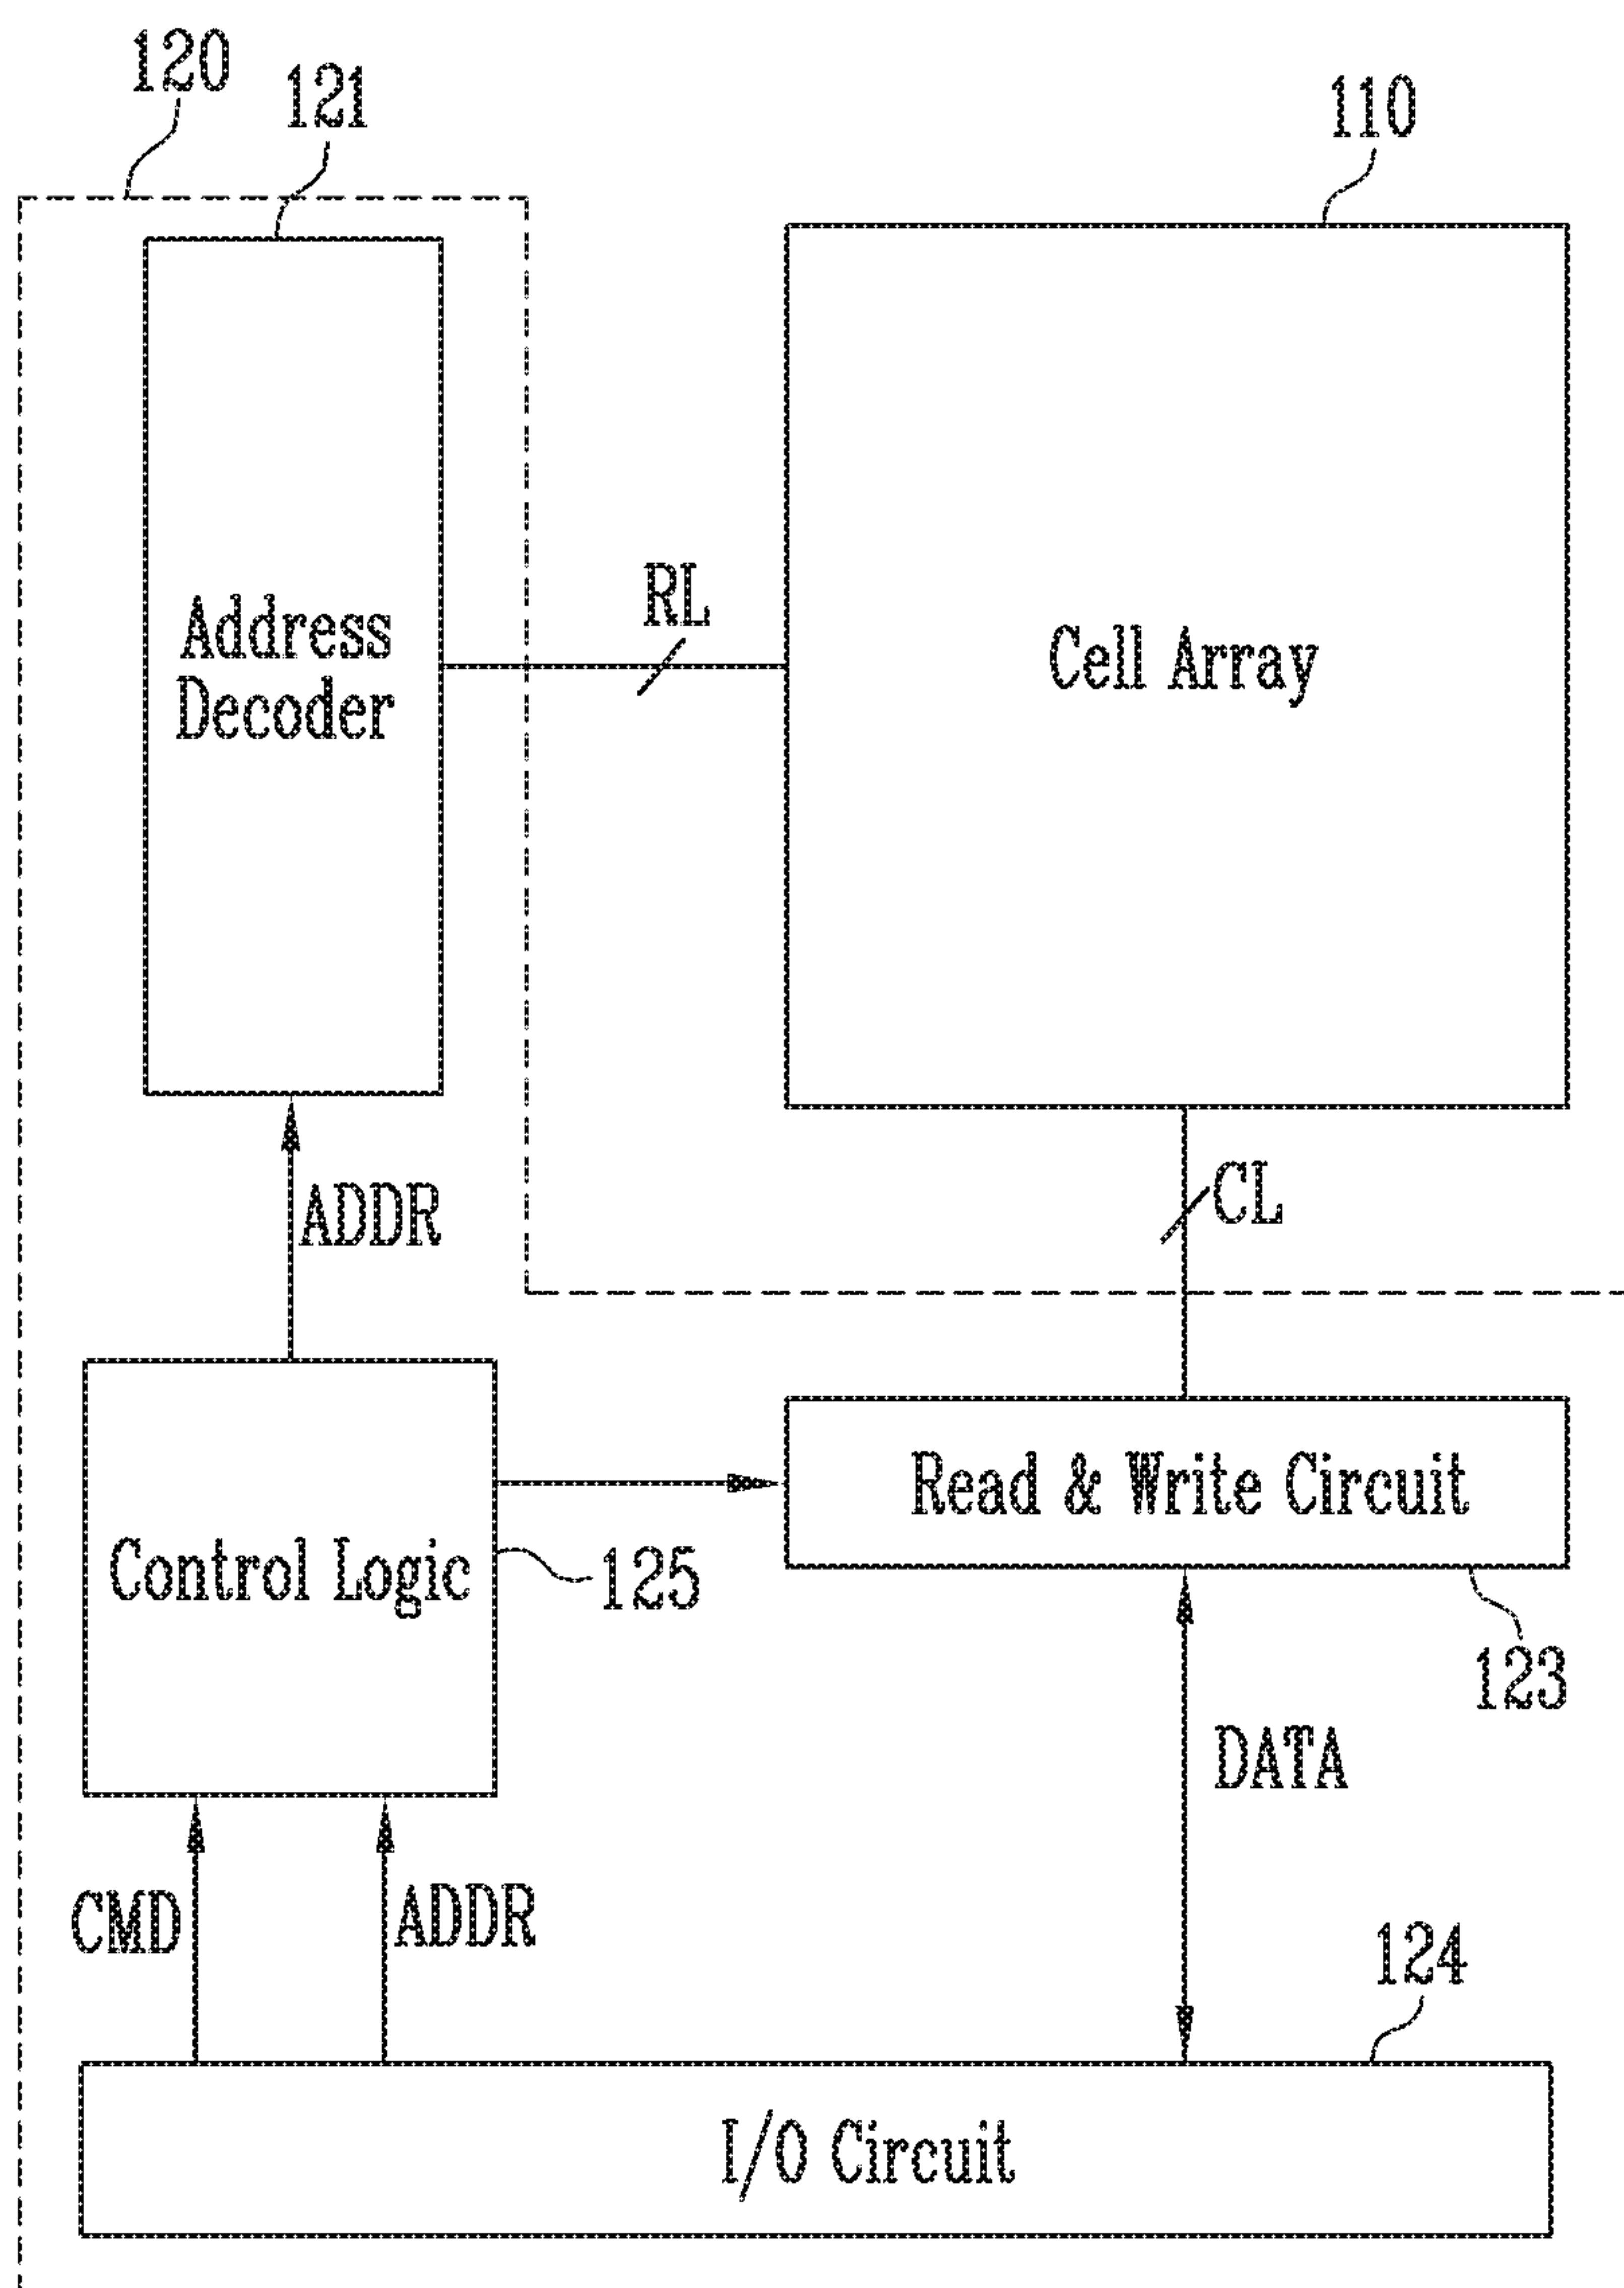 120
121
110
Address
Decoder
RL
Cell Array
ADDR
CL
Control Logic
125
Read & Write Circuit
123
DATA
CMD
ADDR
124
I/O Circuit